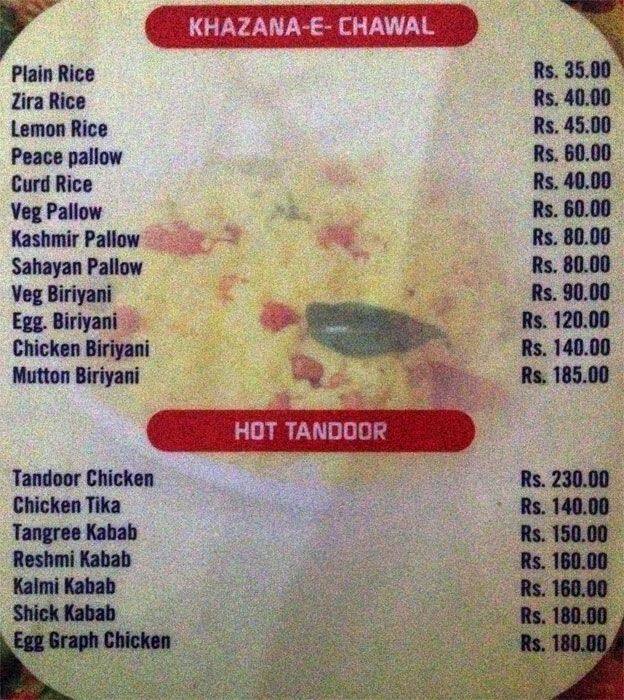 KHAZANA-E- CHAWAL
Plain Rice Rs. 35.00
Zira Rice Rs. 40.00
Lemon Rice Rs. 45.00
Peace pallow Rs. 60.00
Curd Rice Rs. 40.00
Veg Pallow Rs. 60.00
Kashmir Pallow Rs. 80.00
Sahayan Pallow Rs. 80.00
Veg Biriyani Rs. 90.00
Egg. Biriyani Rs. 120.00
Chicken Biriyani Rs. 140.00
Mutton Biriyani Rs. 185.00
HOT TANDOOR
Tandoor Chicken Rs. 230.00
Chicken Tika Rs. 140.00
Tangree Kabab Rs. 150.00
Reshmi Kabab Rs. 160.00
Kalmi Kabab Rs. 160.00
Shick Kabab Rs. 180.00
Egg Graph Chicken Rs. 180.00